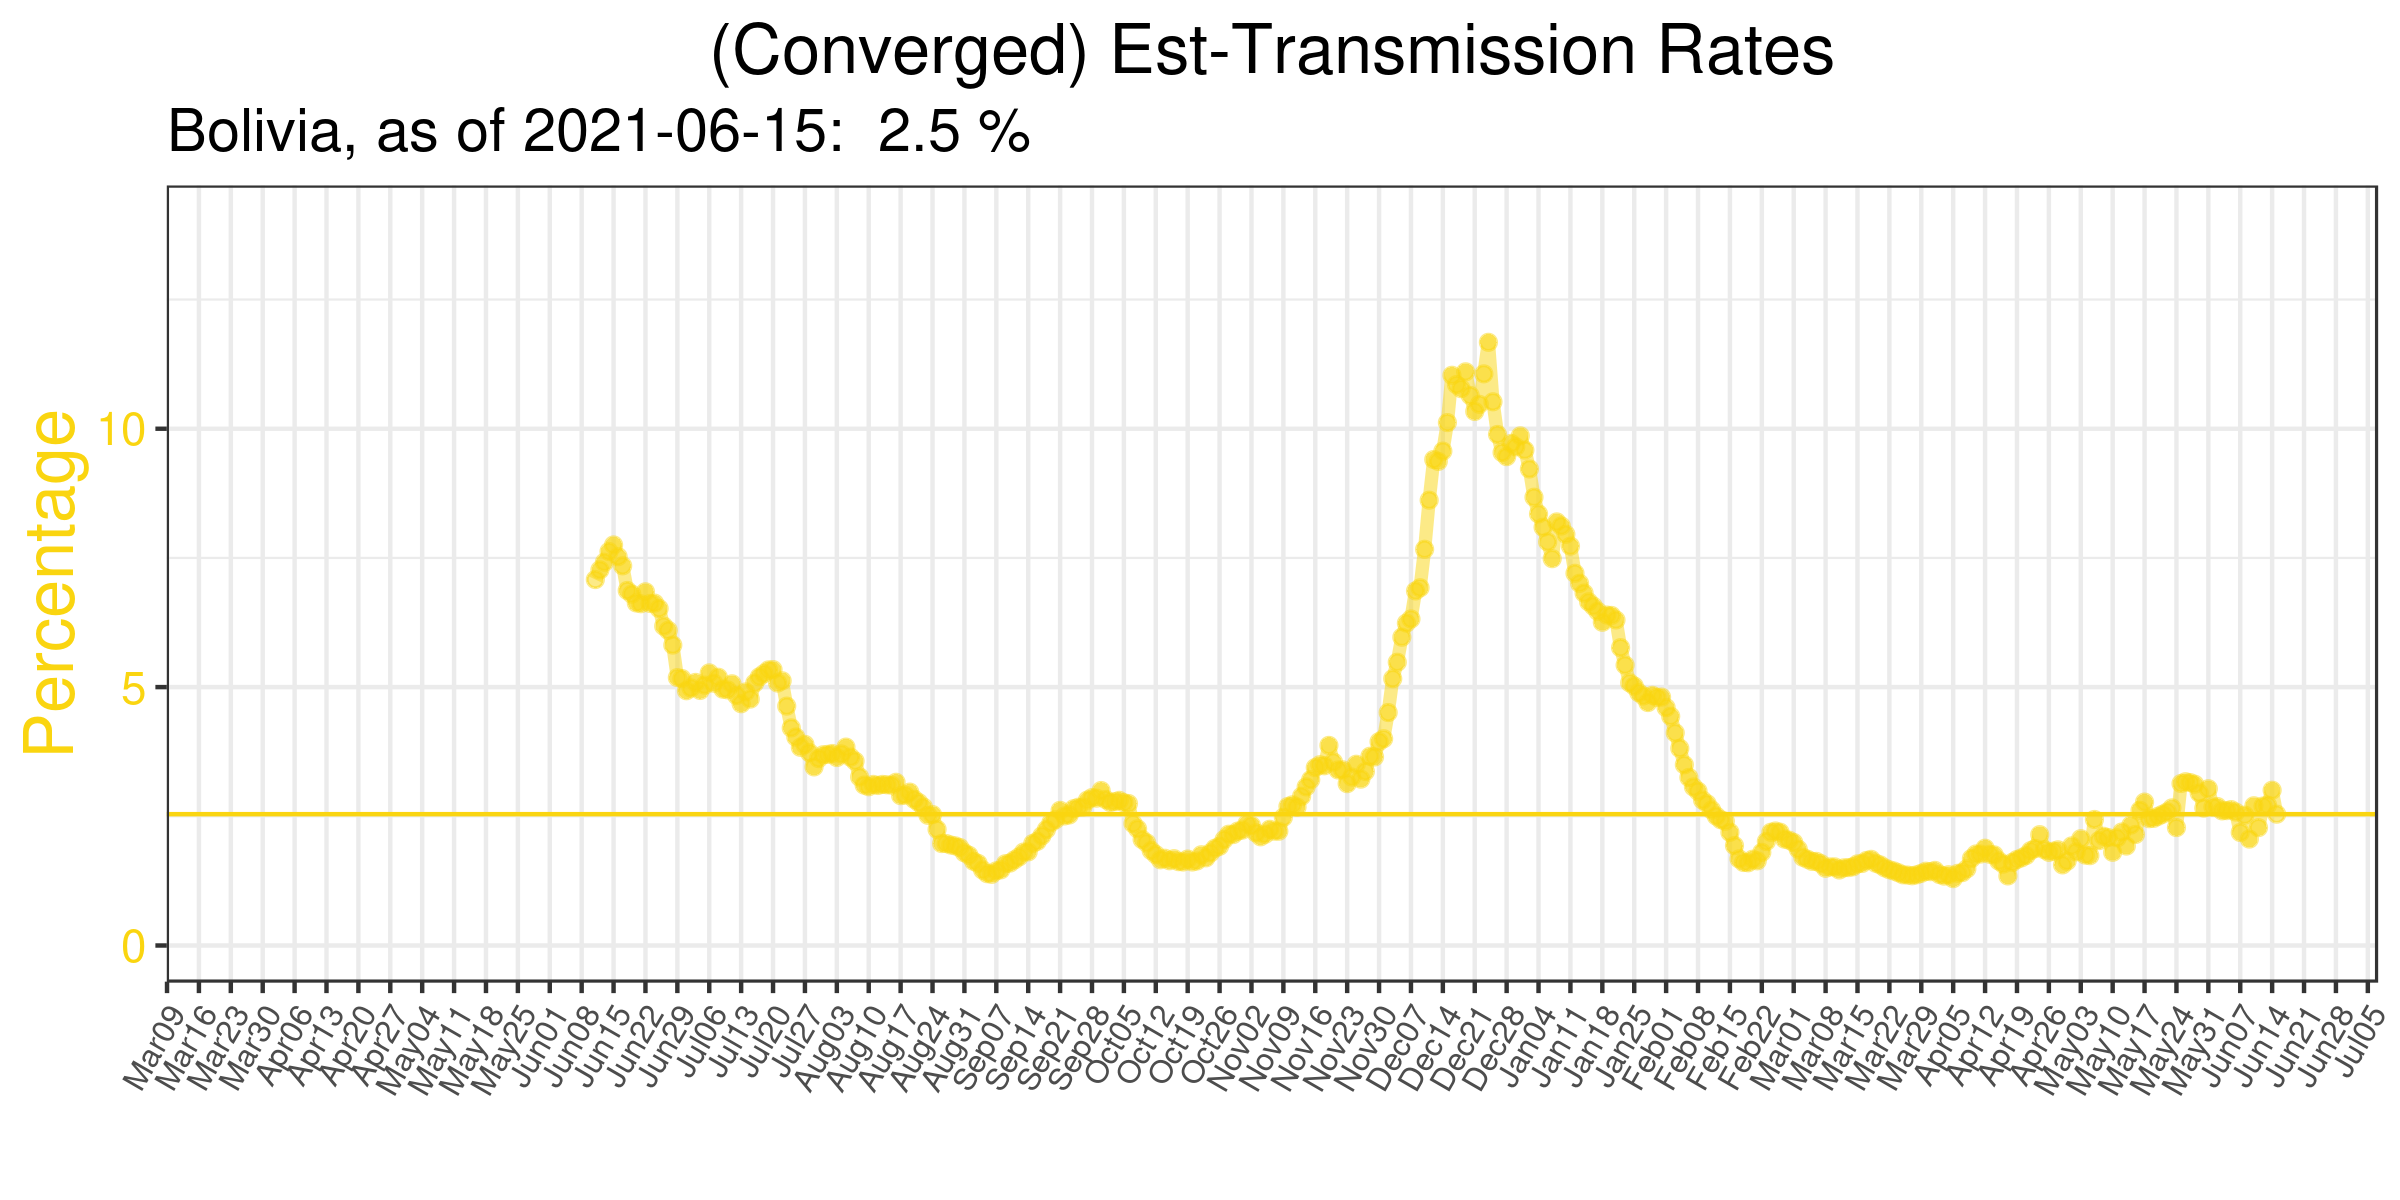 (Converged) Est-Transmission Rates
Bolivia, as of 2021-06-15: 2.5 %
Percentage
10
5
0
Mar09
Mar16
Mar23
Mar30
Apr06
Apr13
Apr20
Apr27
May04
May11
May18
May25
Jun01
Jun08
Jun15
Jun22
Jun29
Jul06
Jul13
Jul20
Jul27
Aug03
Aug10
Aug17
Aug24
Aug31
Sep07
Sep14
Sep21
Sep28
Oct05
Oct12
Oct19
Oct26
Nov02
Nov09
Nov16
Nov23
Nov30
Dec07
Dec14
Dec21
Dec28
Jan04
Jan11
Jan18
Jan25
Feb01
Feb08
Feb15
Feb22
Mar01
Mar08
Mar15
Mar22
Mar29
Apr05
Apr12
Apr19
Apr26
May03
May10
May17
May24
May31
Jun07
Jun14
Jun21
Jun28
Jul05